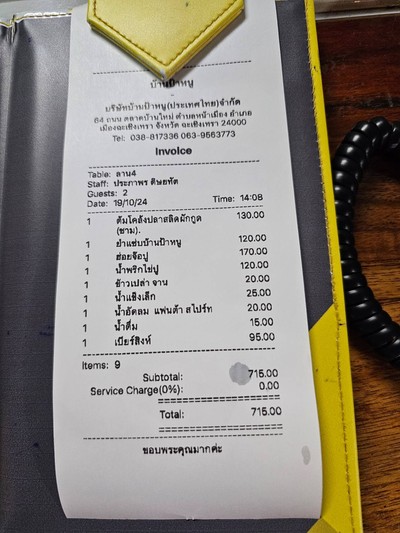 บ้านป้าหนู
บริษัทบ้านป้าหนู(ประเทศไทย)จำกัด
64 ถนน ตลาดบ้านใหม่ ตำบลหน้าเมือง อำเภอ
เมืองฉะเชิงเทรา จังหวัด ฉะเชิงเทรา 24000
Tel: 038-817336 063-9563773
Invoice
Table: ลาน4
Staff: ประภาพร ดิษยทัต
Guests: 2
Date: 19/10/24 Time: 14:08
1 ต้มโคล้งปลาสลิดผักกูด 130.00
(ชาม).
1 ยำแซ่บบ้านป้าหนู 120.00
1 ฮ่อยจ๊อปู 170.00
1 น้ำพริกไข่ปู 120.00
1 ข้าวเปล่า จาน 20.00
1 น้ำแข็งเล็ก 25.00
1 น้ำอัดลม แฟนต้า สไปร์ท 20.00
1 น้ำดื่ม 15.00
1 เบียร์สิงห์ 95.00
Items: 9
Subtotal: 715.00
Service Charge(0%): 0.00
Total: 715.00
ขอบพระคุณมากค่ะ